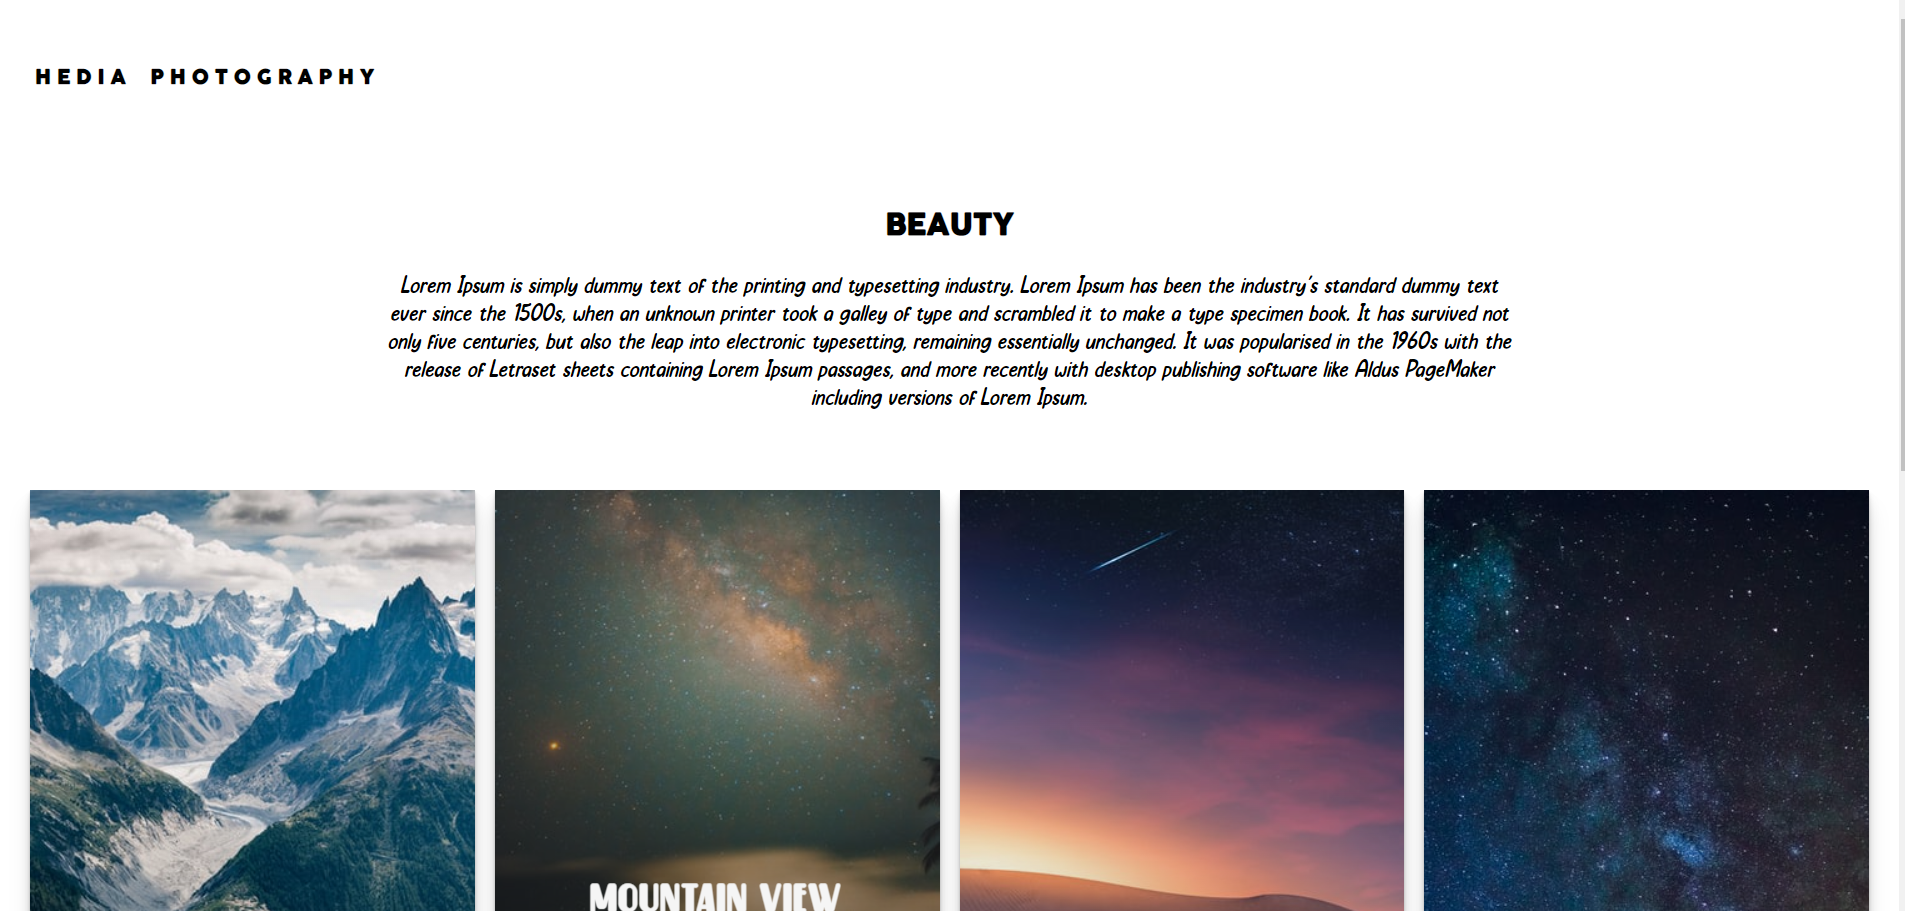 HEDIA PHOTOGRAPHY
BEAUTY
Lorem Ipsum is simply dummy text of the printing and typesetting industry. Lorem Ipsum has been the industry's standard dummy text
ever since the 1500s, when an unknown printer took a galley of type and scrambled it to make a type specimen book. It has survived not
only five centuries, but also the leap into electronic typesetting, remaining essentially unchanged. It was popularised in the 1960s with the
release of Letraset sheets containing Lorem Ipsum passages, and more recently with desktop publishing software like Aldus PageMaker
including versions of Lorem Ipsum.
MOUNTAIN VIEW